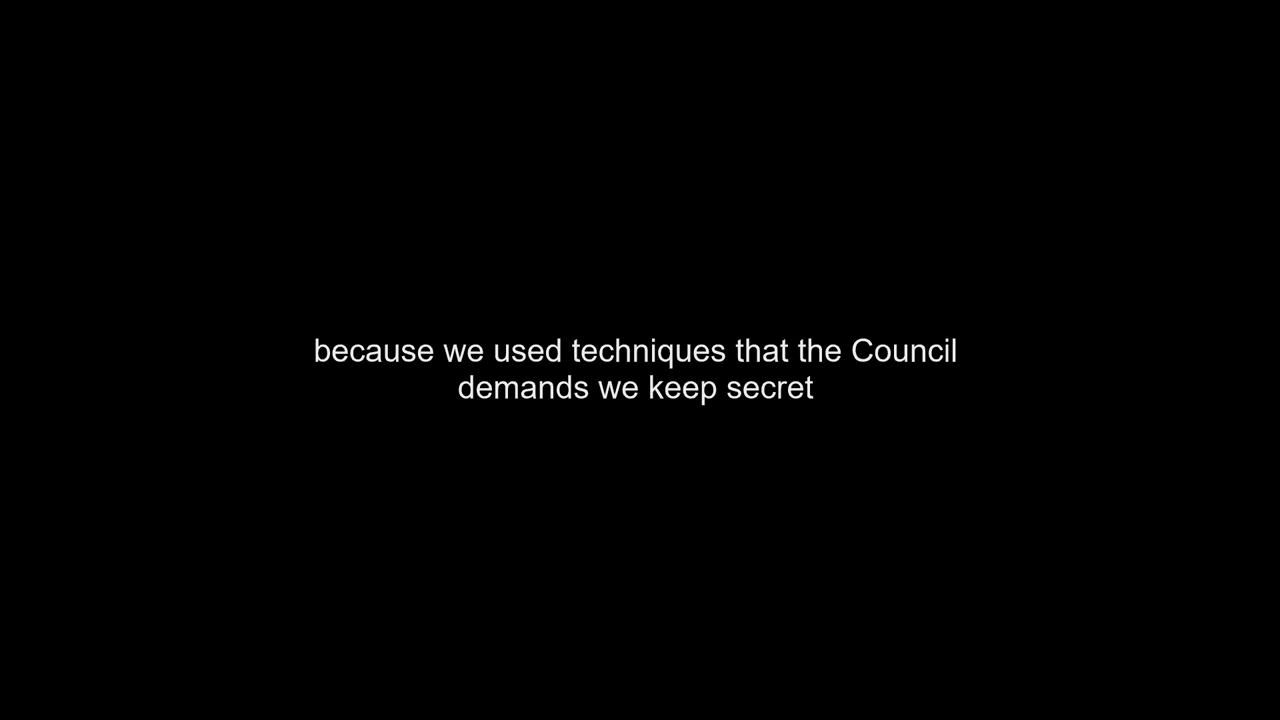 because we used techniques that the Council
demands we keep secret